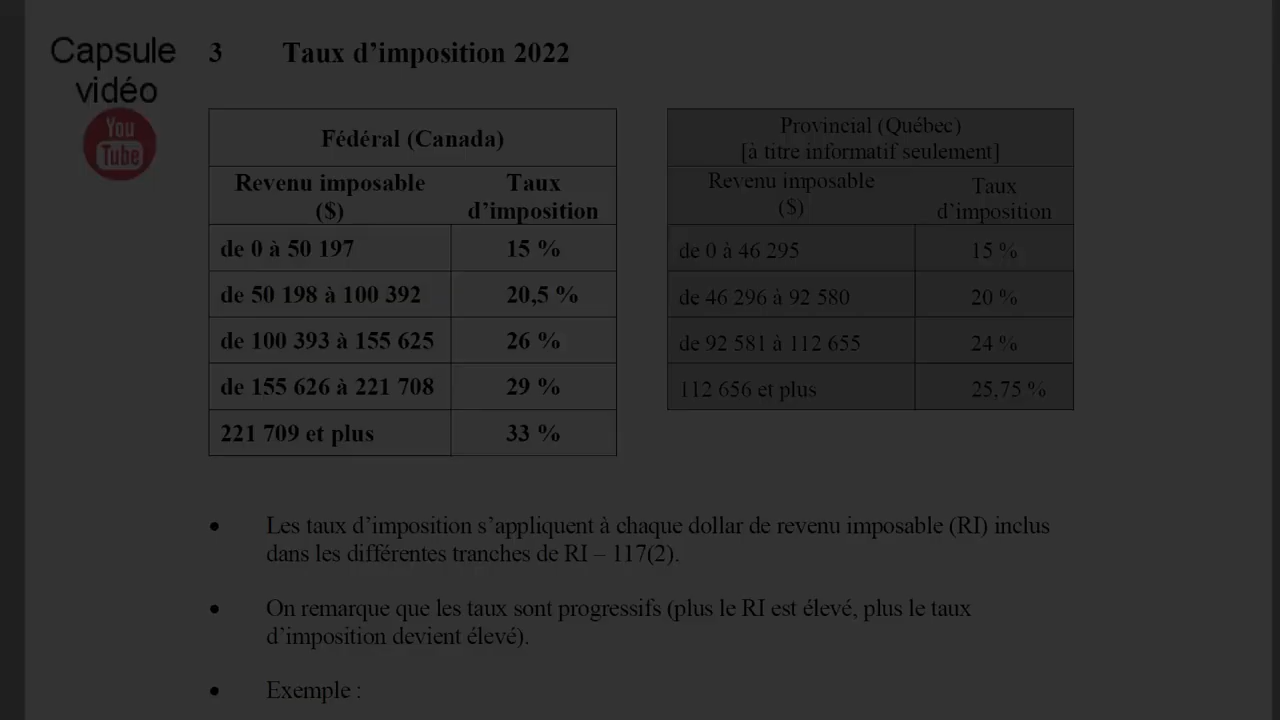 Capsule
vidéo
You
Tube
3 Taux d’imposition 2022
Fédéral (Canada)
Revenu imposable
($)
Taux
d’imposition
de 0 à 50 197 15 %
de 50 198 à 100 392 20,5 %
de 100 393 à 155 625 26 %
de 155 626 à 221 708 29 %
221 709 et plus 33 %
Provincial (Québec)
[à titre informatif seulement]
Revenu imposable
($)
Taux
d’imposition
de 0 à 46 295 15 %
de 46 296 à 92 580 20 %
de 92 581 à 112 655 24 %
112 656 et plus 25,75 %
• Les taux d’imposition s’appliquent à chaque dollar de revenu imposable (RI) inclus
dans les différentes tranches de RI – 117(2).
• On remarque que les taux sont progressifs (plus le RI est élevé, plus le taux
d’imposition devient élevé).
• Exemple :